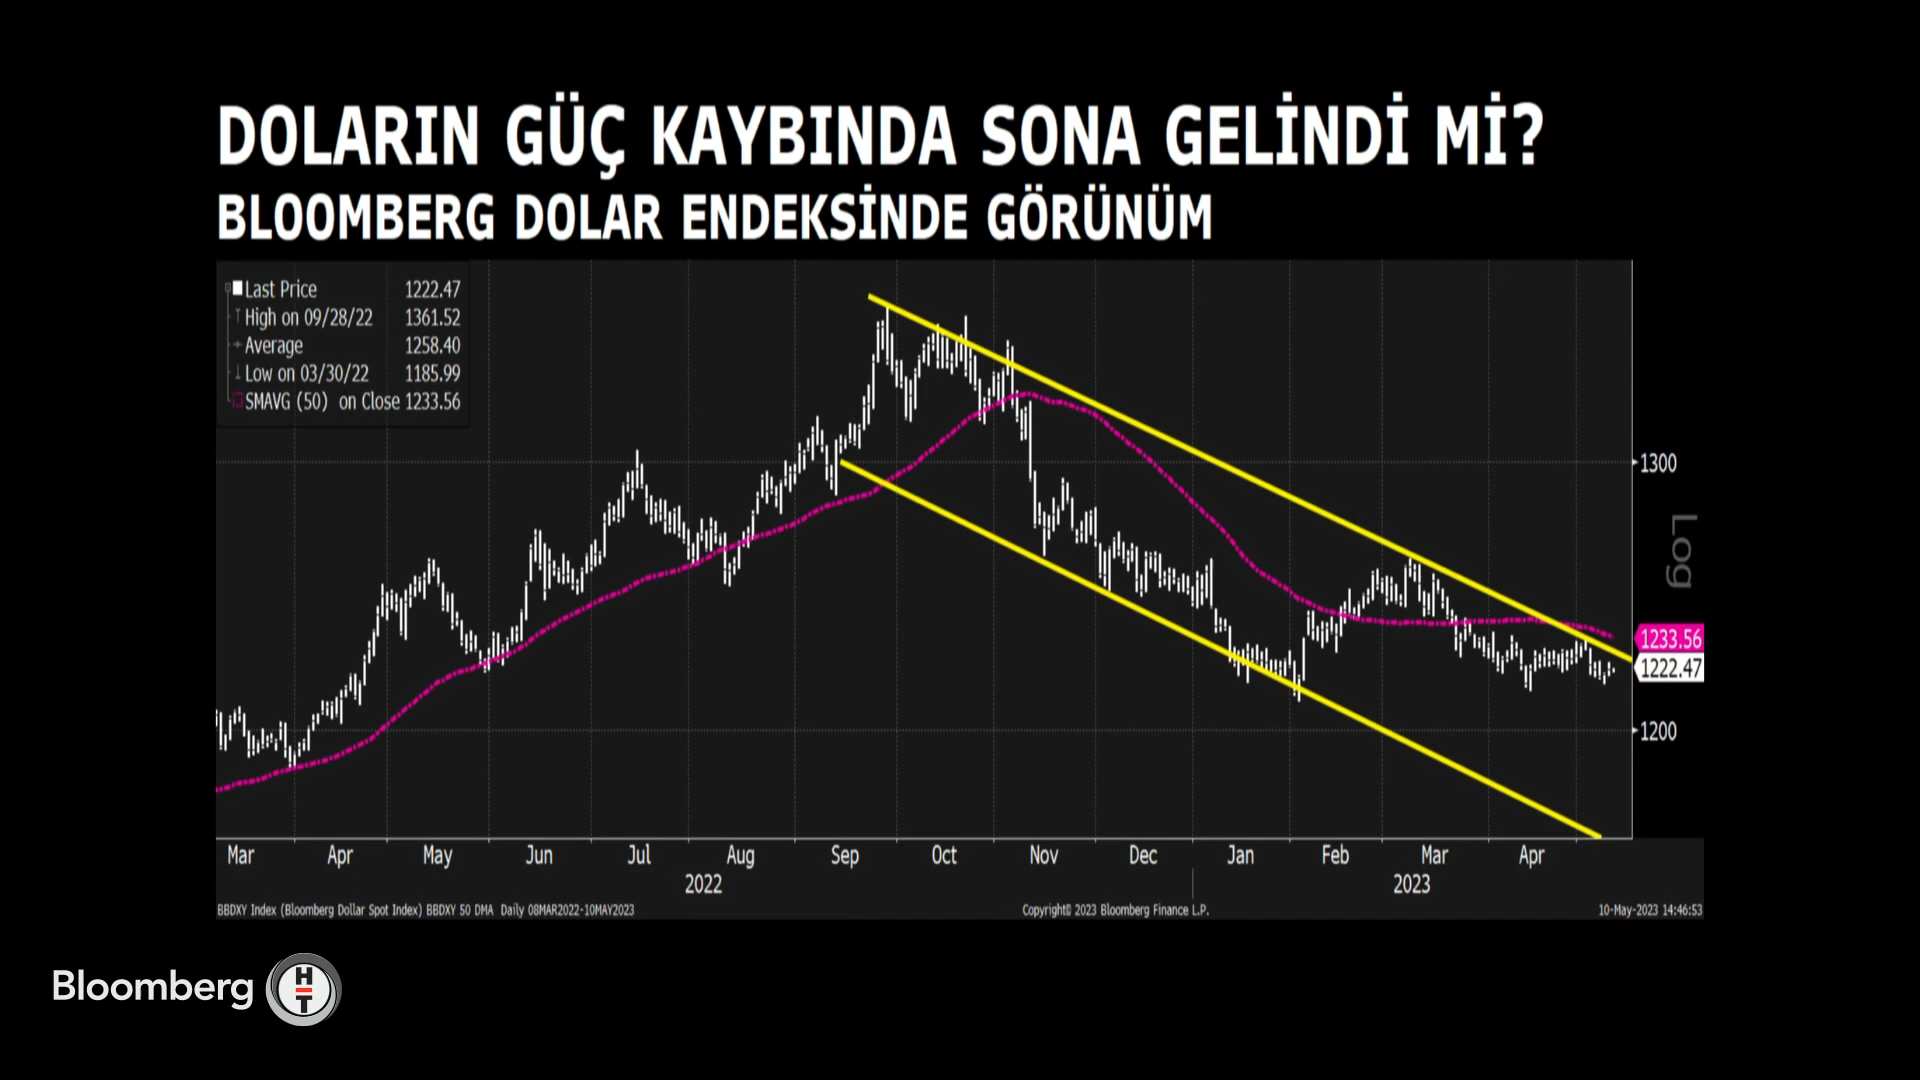 DOLARIN GÜÇ KAYBINDA SONA GELİNDİ Mİ?
BLOOMBERG DOLAR ENDEKSİNDE GÖRÜNÜM
Last Price 1222.47
High on 09/28/22 1361.52
Average 1258.40
Low on 03/30/22 1185.99
SMAVG (50) on Close 1233.56
1300
Log
1233.56
1222.47
1200
Mar Apr May Jun Jul Aug Sep Oct Nov Dec Jan Feb Mar Apr
2022 2023
BBDXY Index (Bloomberg Dollar Spot Index) BBDXY 50 DMA Daily 08MAR2022-10MAY2023 Copyright© 2023 Bloomberg Finance L.P. 10-May-2023 14:46:53
Bloomberg HT